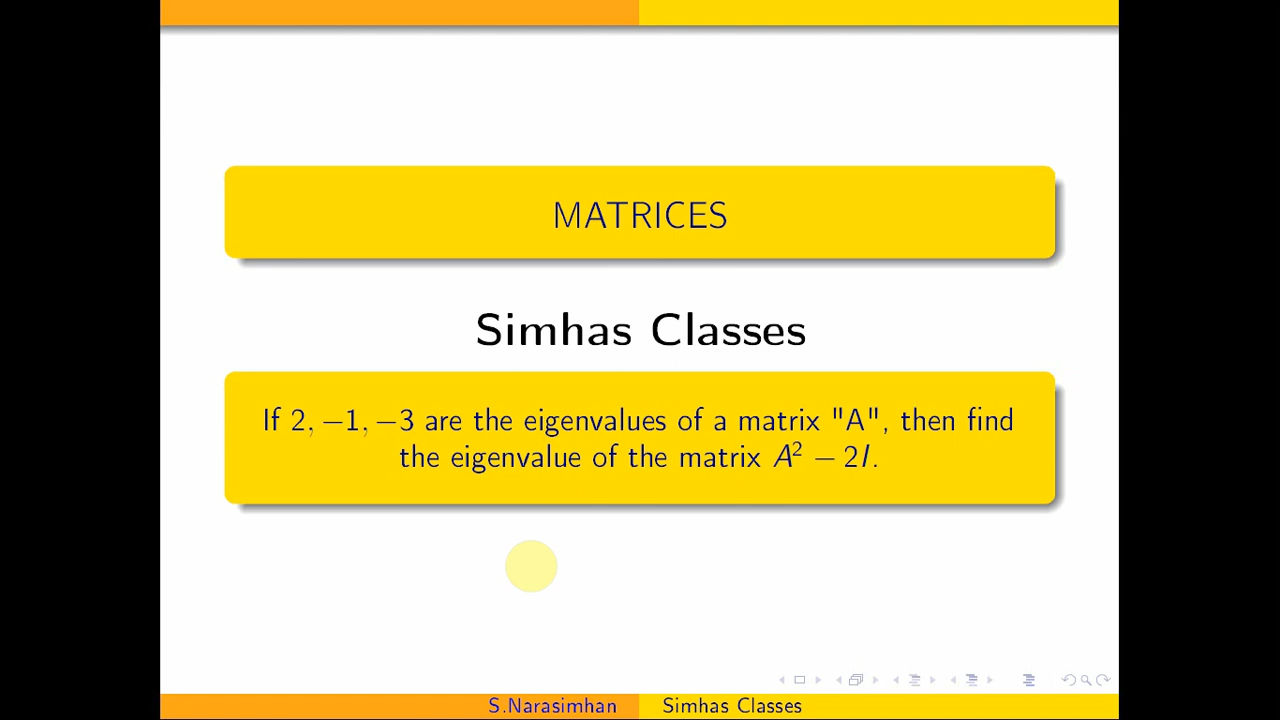 MATRICES
Simhas Classes
If 2, −1, −3 are the eigenvalues of a matrix "A", then find
the eigenvalue of the matrix A² − 2I.
S.Narasimhan Simhas Classes